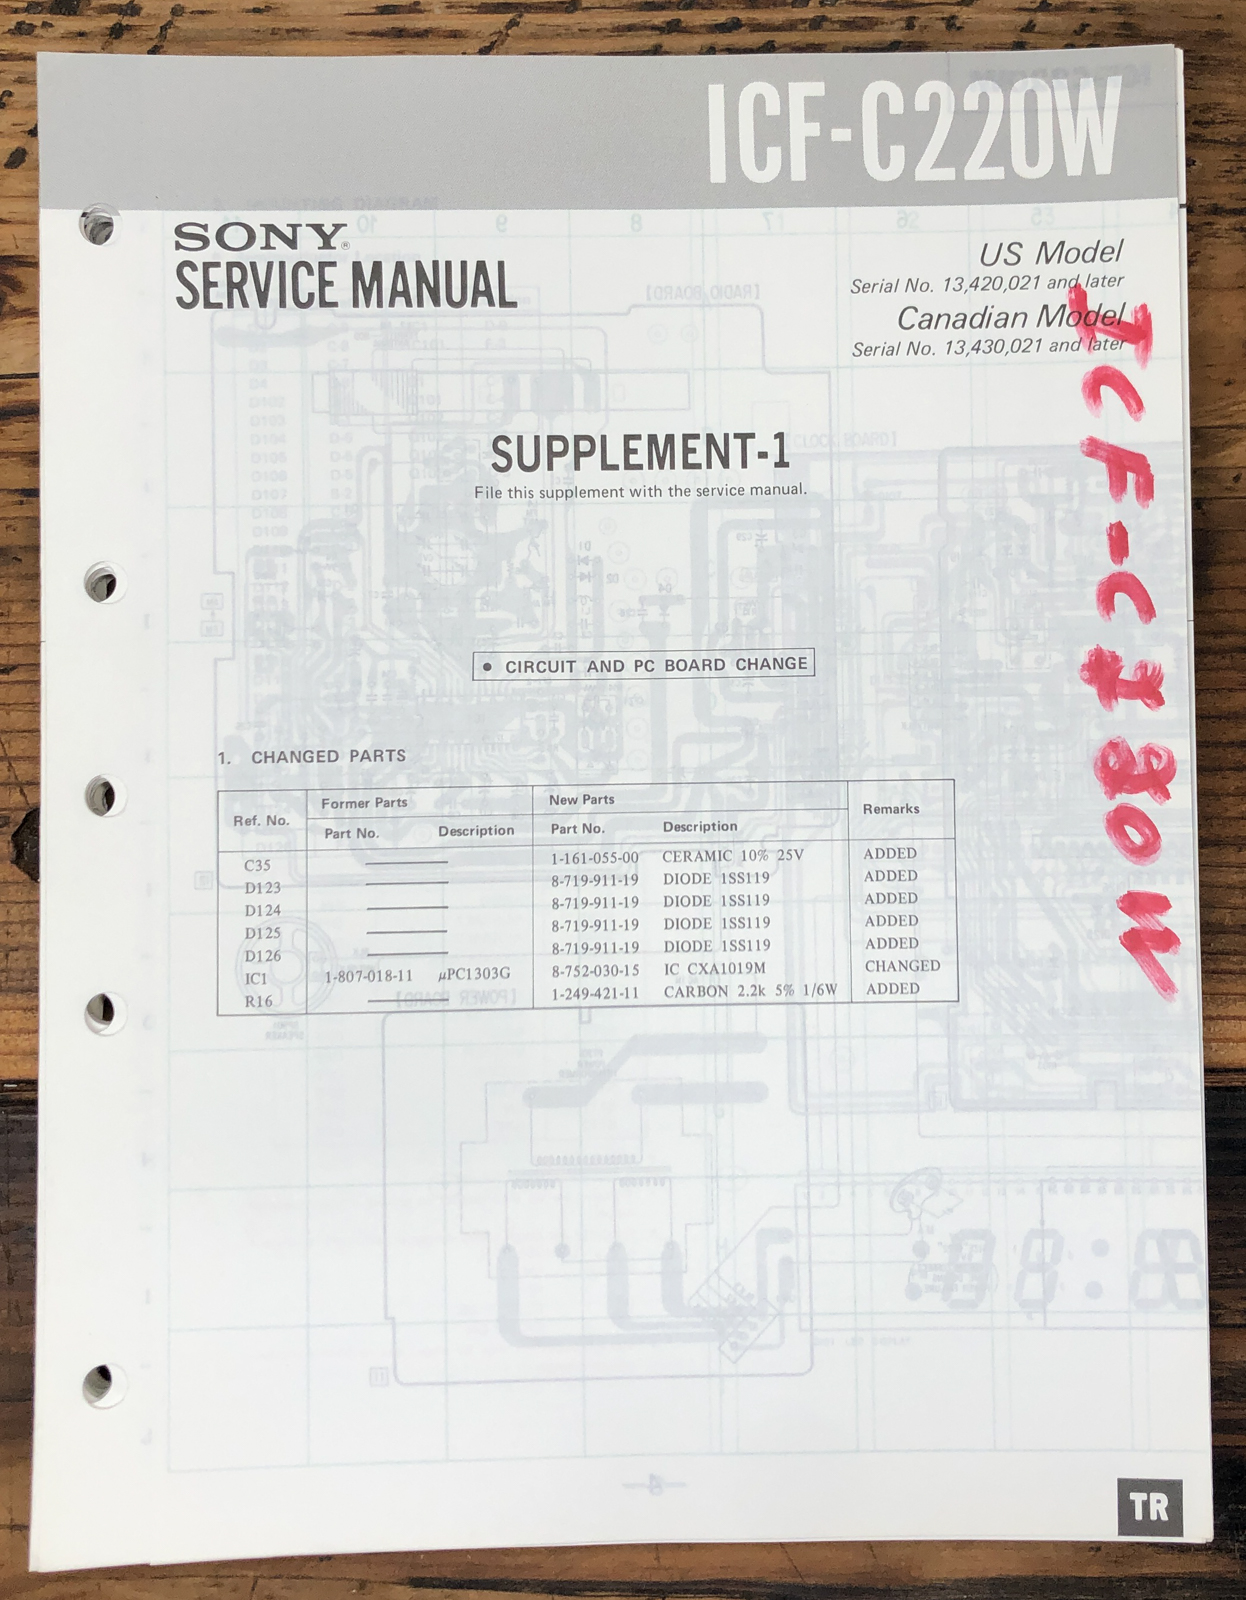 ICF-C220W
SONY®
SERVICE MANUAL
US Model
Serial No. 13,420,021 and later
Canadian Model
Serial No. 13,430,021 and later
SUPPLEMENT-1
File this supplement with the service manual.
• CIRCUIT AND PC BOARD CHANGE
1. CHANGED PARTS
Ref. No. Former Parts New Parts Remarks
Part No. Description Part No. Description
C35 1-161-055-00 CERAMIC 10% 25V ADDED
D123 8-719-911-19 DIODE 1SS119 ADDED
D124 8-719-911-19 DIODE 1SS119 ADDED
D125 8-719-911-19 DIODE 1SS119 ADDED
D126 8-719-911-19 DIODE 1SS119 ADDED
IC1 1-807-018-11 µPC1303G 8-752-030-15 IC CXA1019M CHANGED
R16 1-249-421-11 CARBON 2.2k 5% 1/6W ADDED
TR